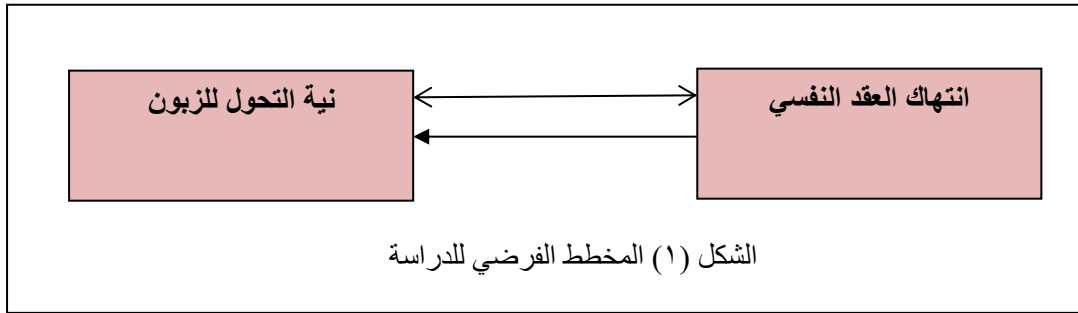 انتهاك العقد النفسي
نية التحول للزبون
الشكل (١) المخطط الفرضي للدراسة